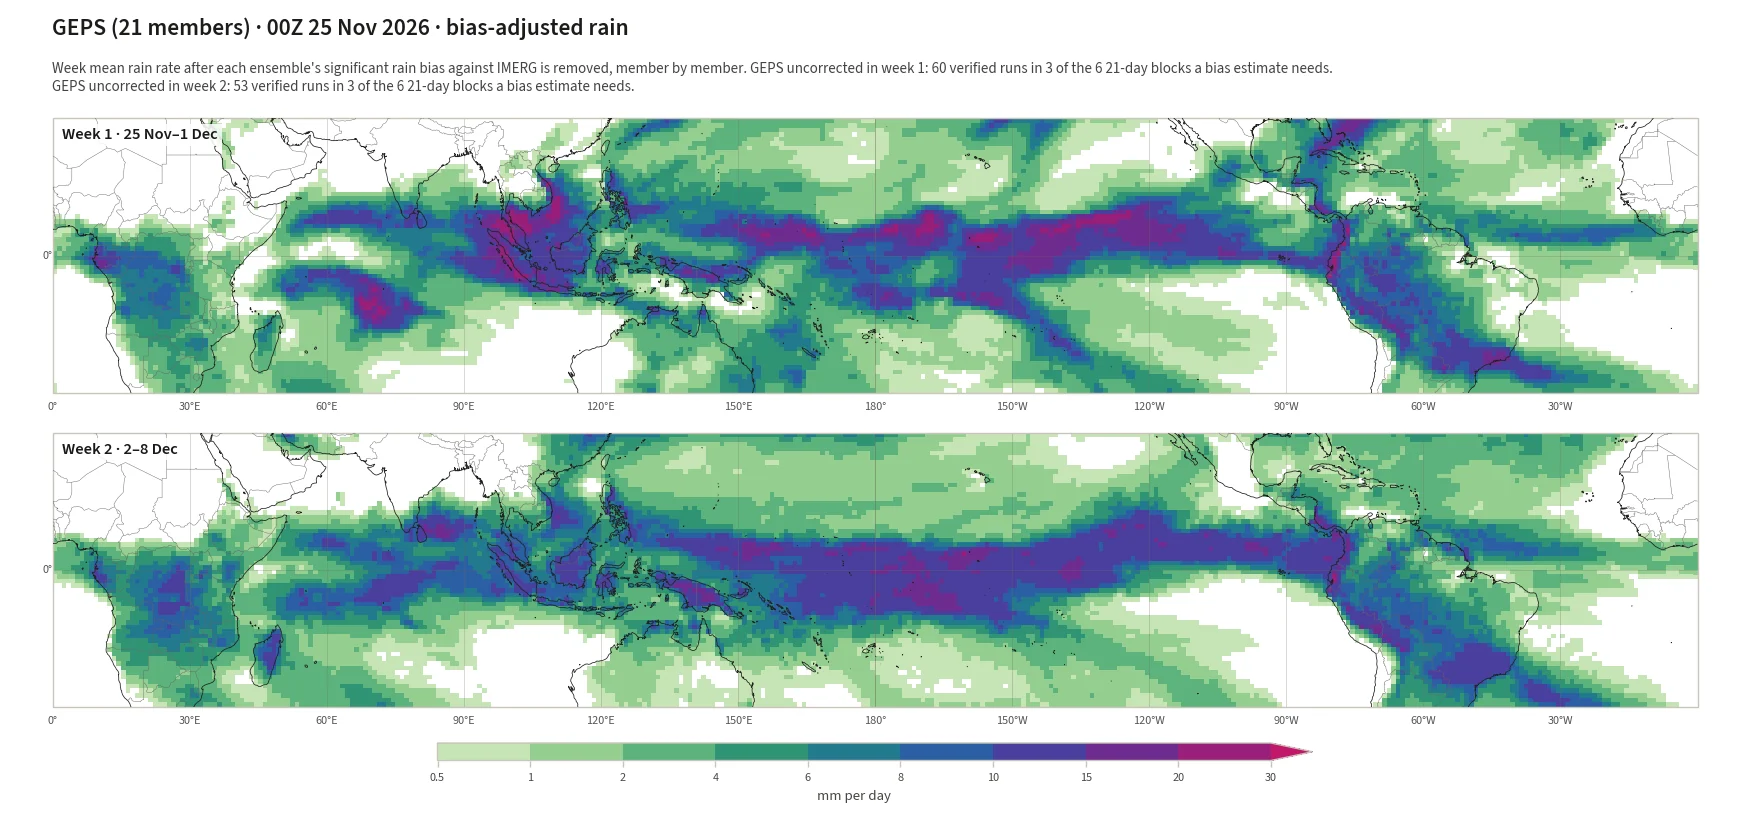 GEPS (21 members) · 00Z 25 Nov 2026 · bias-adjusted rain
Week mean rain rate after each ensemble's significant rain bias against IMERG is removed, member by member. GEPS uncorrected in week 1: 60 verified runs in 3 of the 6 21-day blocks a bias estimate needs.
GEPS uncorrected in week 2: 53 verified runs in 3 of the 6 21-day blocks a bias estimate needs.
Week 1 · 25 Nov–1 Dec
0°
0° 30°E 60°E 90°E 120°E 150°E 180° 150°W 120°W 90°W 60°W 30°W
Week 2 · 2–8 Dec
0°
0° 30°E 60°E 90°E 120°E 150°E 180° 150°W 120°W 90°W 60°W 30°W
0.5 1 2 4 6 8 10 15 20 30
mm per day